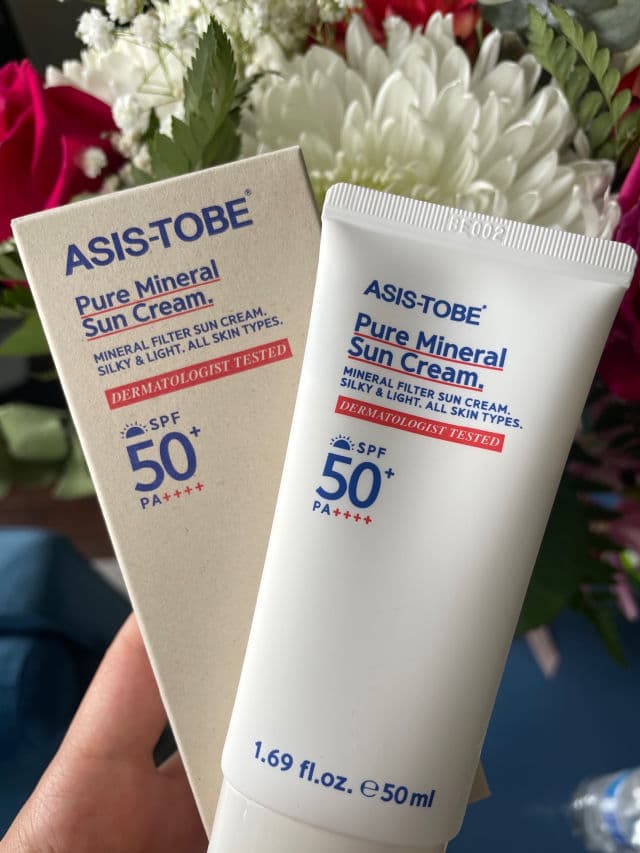 ASIS-TOBE®
Pure Mineral
Sun Cream.
MINERAL FILTER SUN CREAM.
SILKY & LIGHT. ALL SKIN TYPES.
DERMATOLOGIST TESTED
SPF
50+
PA++++
BE002
ASIS-TOBE®
Pure Mineral
Sun Cream.
MINERAL FILTER SUN CREAM.
SILKY & LIGHT. ALL SKIN TYPES.
DERMATOLOGIST TESTED
SPF
50+
PA++++
1.69 fl.oz. ℮50ml